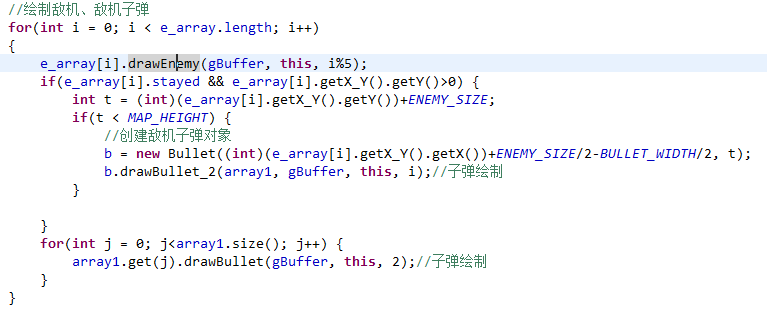 //绘制敌机、敌机子弹
for(int i = 0; i < e_array.length; i++)
{
    e_array[i].drawEnemy(gBuffer, this, i%5);
    if(e_array[i].stayed && e_array[i].getX_Y().getY()>0) {
        int t = (int)(e_array[i].getX_Y().getY())+ENEMY_SIZE;
        if(t < MAP_HEIGHT) {
            //创建敌机子弹对象
            b = new Bullet((int)(e_array[i].getX_Y().getX())+ENEMY_SIZE/2-BULLET_WIDTH/2, t);
            b.drawBullet_2(array1, gBuffer, this, i);//子弹绘制
        }
    }
    for(int j = 0; j<array1.size(); j++) {
        array1.get(j).drawBullet(gBuffer, this, 2);//子弹绘制
    }
}